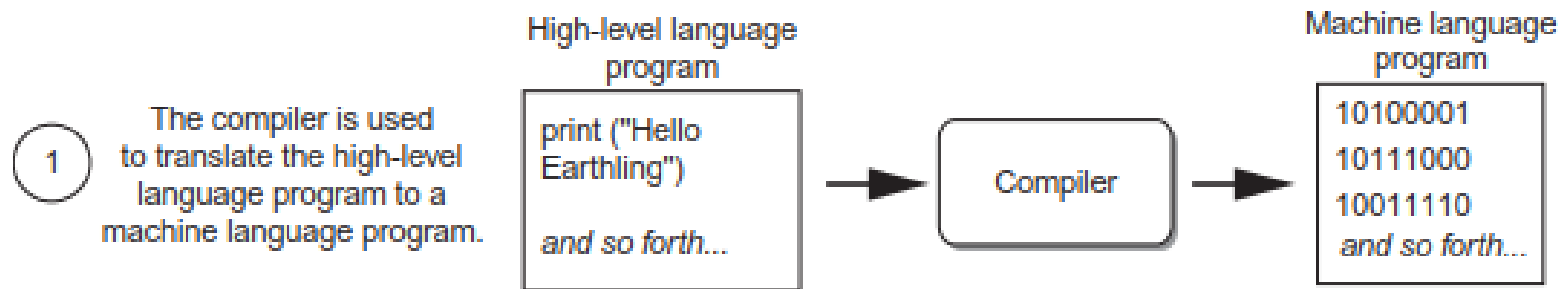 1
The compiler is used
to translate the high-level
language program to a
machine language program.
High-level language
program
print ("Hello
Earthling")
and so forth...
Compiler
Machine language
program
10100001
10111000
10011110
and so forth...